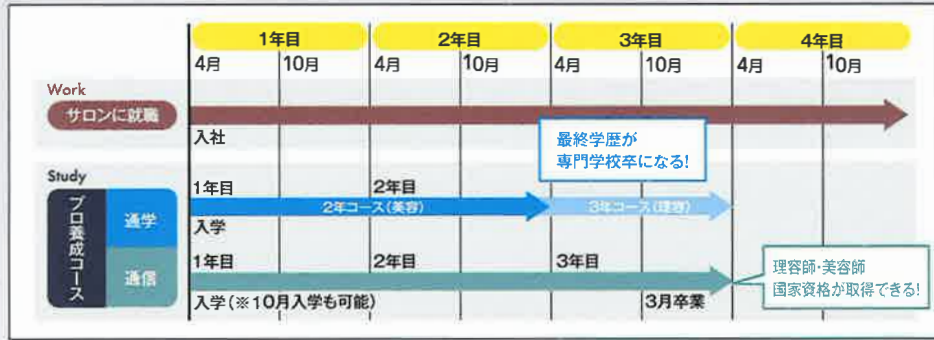 1年目 2年目 3年目 4年目
4月 10月 4月 10月 4月 10月 4月 10月
Work
サロンに就職
入社
最終学歴が
専門学校卒になる!
Study
プロ養成コース
通学
1年目 2年目
2年コース(美容) 3年コース(理容)
入学
通信
1年目 2年目 3年目
入学(※10月入学も可能) 3月卒業
理容師・美容師
国家資格が取得できる!